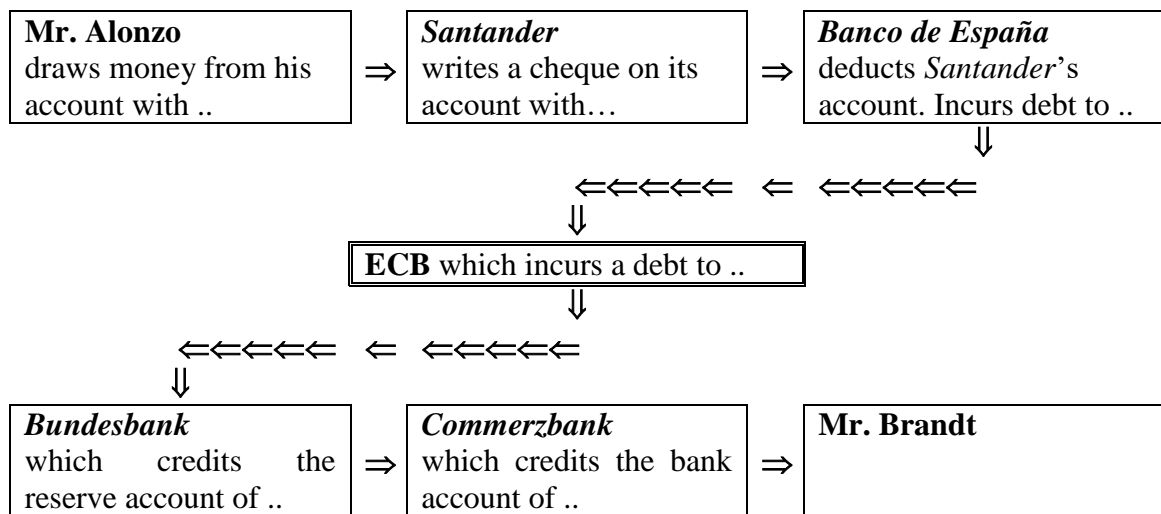 Mr. Alonzo
draws money from his
account with ..
⇒
Santander
writes a cheque on its
account with…
⇒
Banco de España
deducts Santander’s
account. Incurs debt to ..
⇓
⇐⇐⇐⇐⇐ ⇐ ⇐⇐⇐⇐⇐
⇓
ECB which incurs a debt to ..
⇓
⇐⇐⇐⇐⇐ ⇐ ⇐⇐⇐⇐⇐
⇓
Bundesbank
which credits the
reserve account of ..
⇒
Commerzbank
which credits the bank
account of ..
⇒
Mr. Brandt